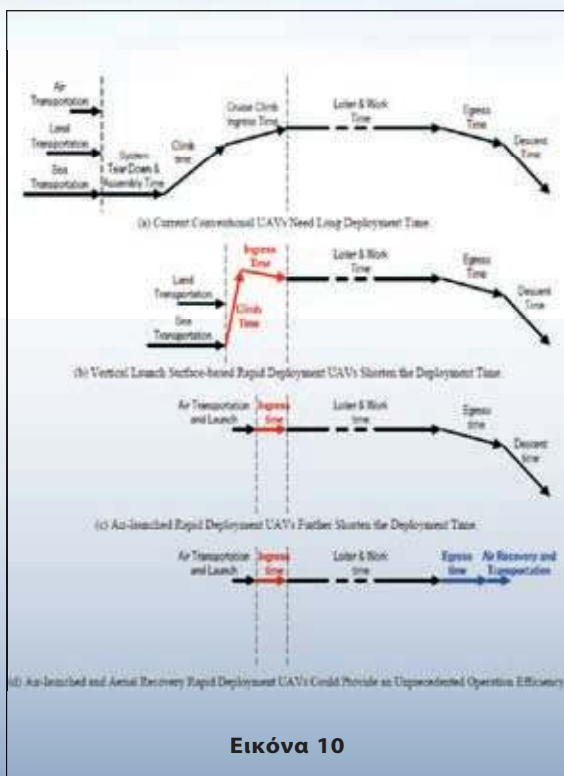 Air
Transportation
Land
Transportation
Sea
Transportation
System
Tear Down &
Assembly Time
Climb
time
Cruise Climb
Ingress Time
Loiter & Work
Time
Egress
Time
Descent
Time
(a) Current Conventional UAVs Need Long Deployment Time.
Land
Transportation
Sea
Transportation
Ingress
Time
Climb
Time
Loiter & Work
Time
Egress
Time
Descent
Time
(b) Vertical Launch Surface-based Rapid Deployment UAVs Shorten the Deployment Time.
Air Transportation
and Launch
Ingress
time
Loiter & Work
time
Egress
time
Descent
time
(c) Air-launched Rapid Deployment UAVs Further Shorten the Deployment Time.
Air Transportation
and Launch
Ingress
time
Loiter & Work
time
Egress
time
Air Recovery and
Transportation
(d) Air-launched and Aerial Recovery Rapid Deployment UAVs Could Provide an Unprecedented Operation Efficiency
Εικόνα 10